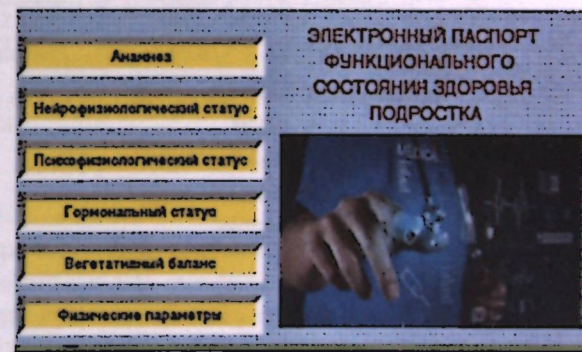 Анамнез
Нейрофизиологический статус
Психофизиологический статус
Гормональный статус
Вегетативный баланс
Физические параметры
ЭЛЕКТРОННЫЙ ПАСПОРТ
ФУНКЦИОНАЛЬНОГО
СОСТОЯНИЯ ЗДОРОВЬЯ
ПОДРОСТКА